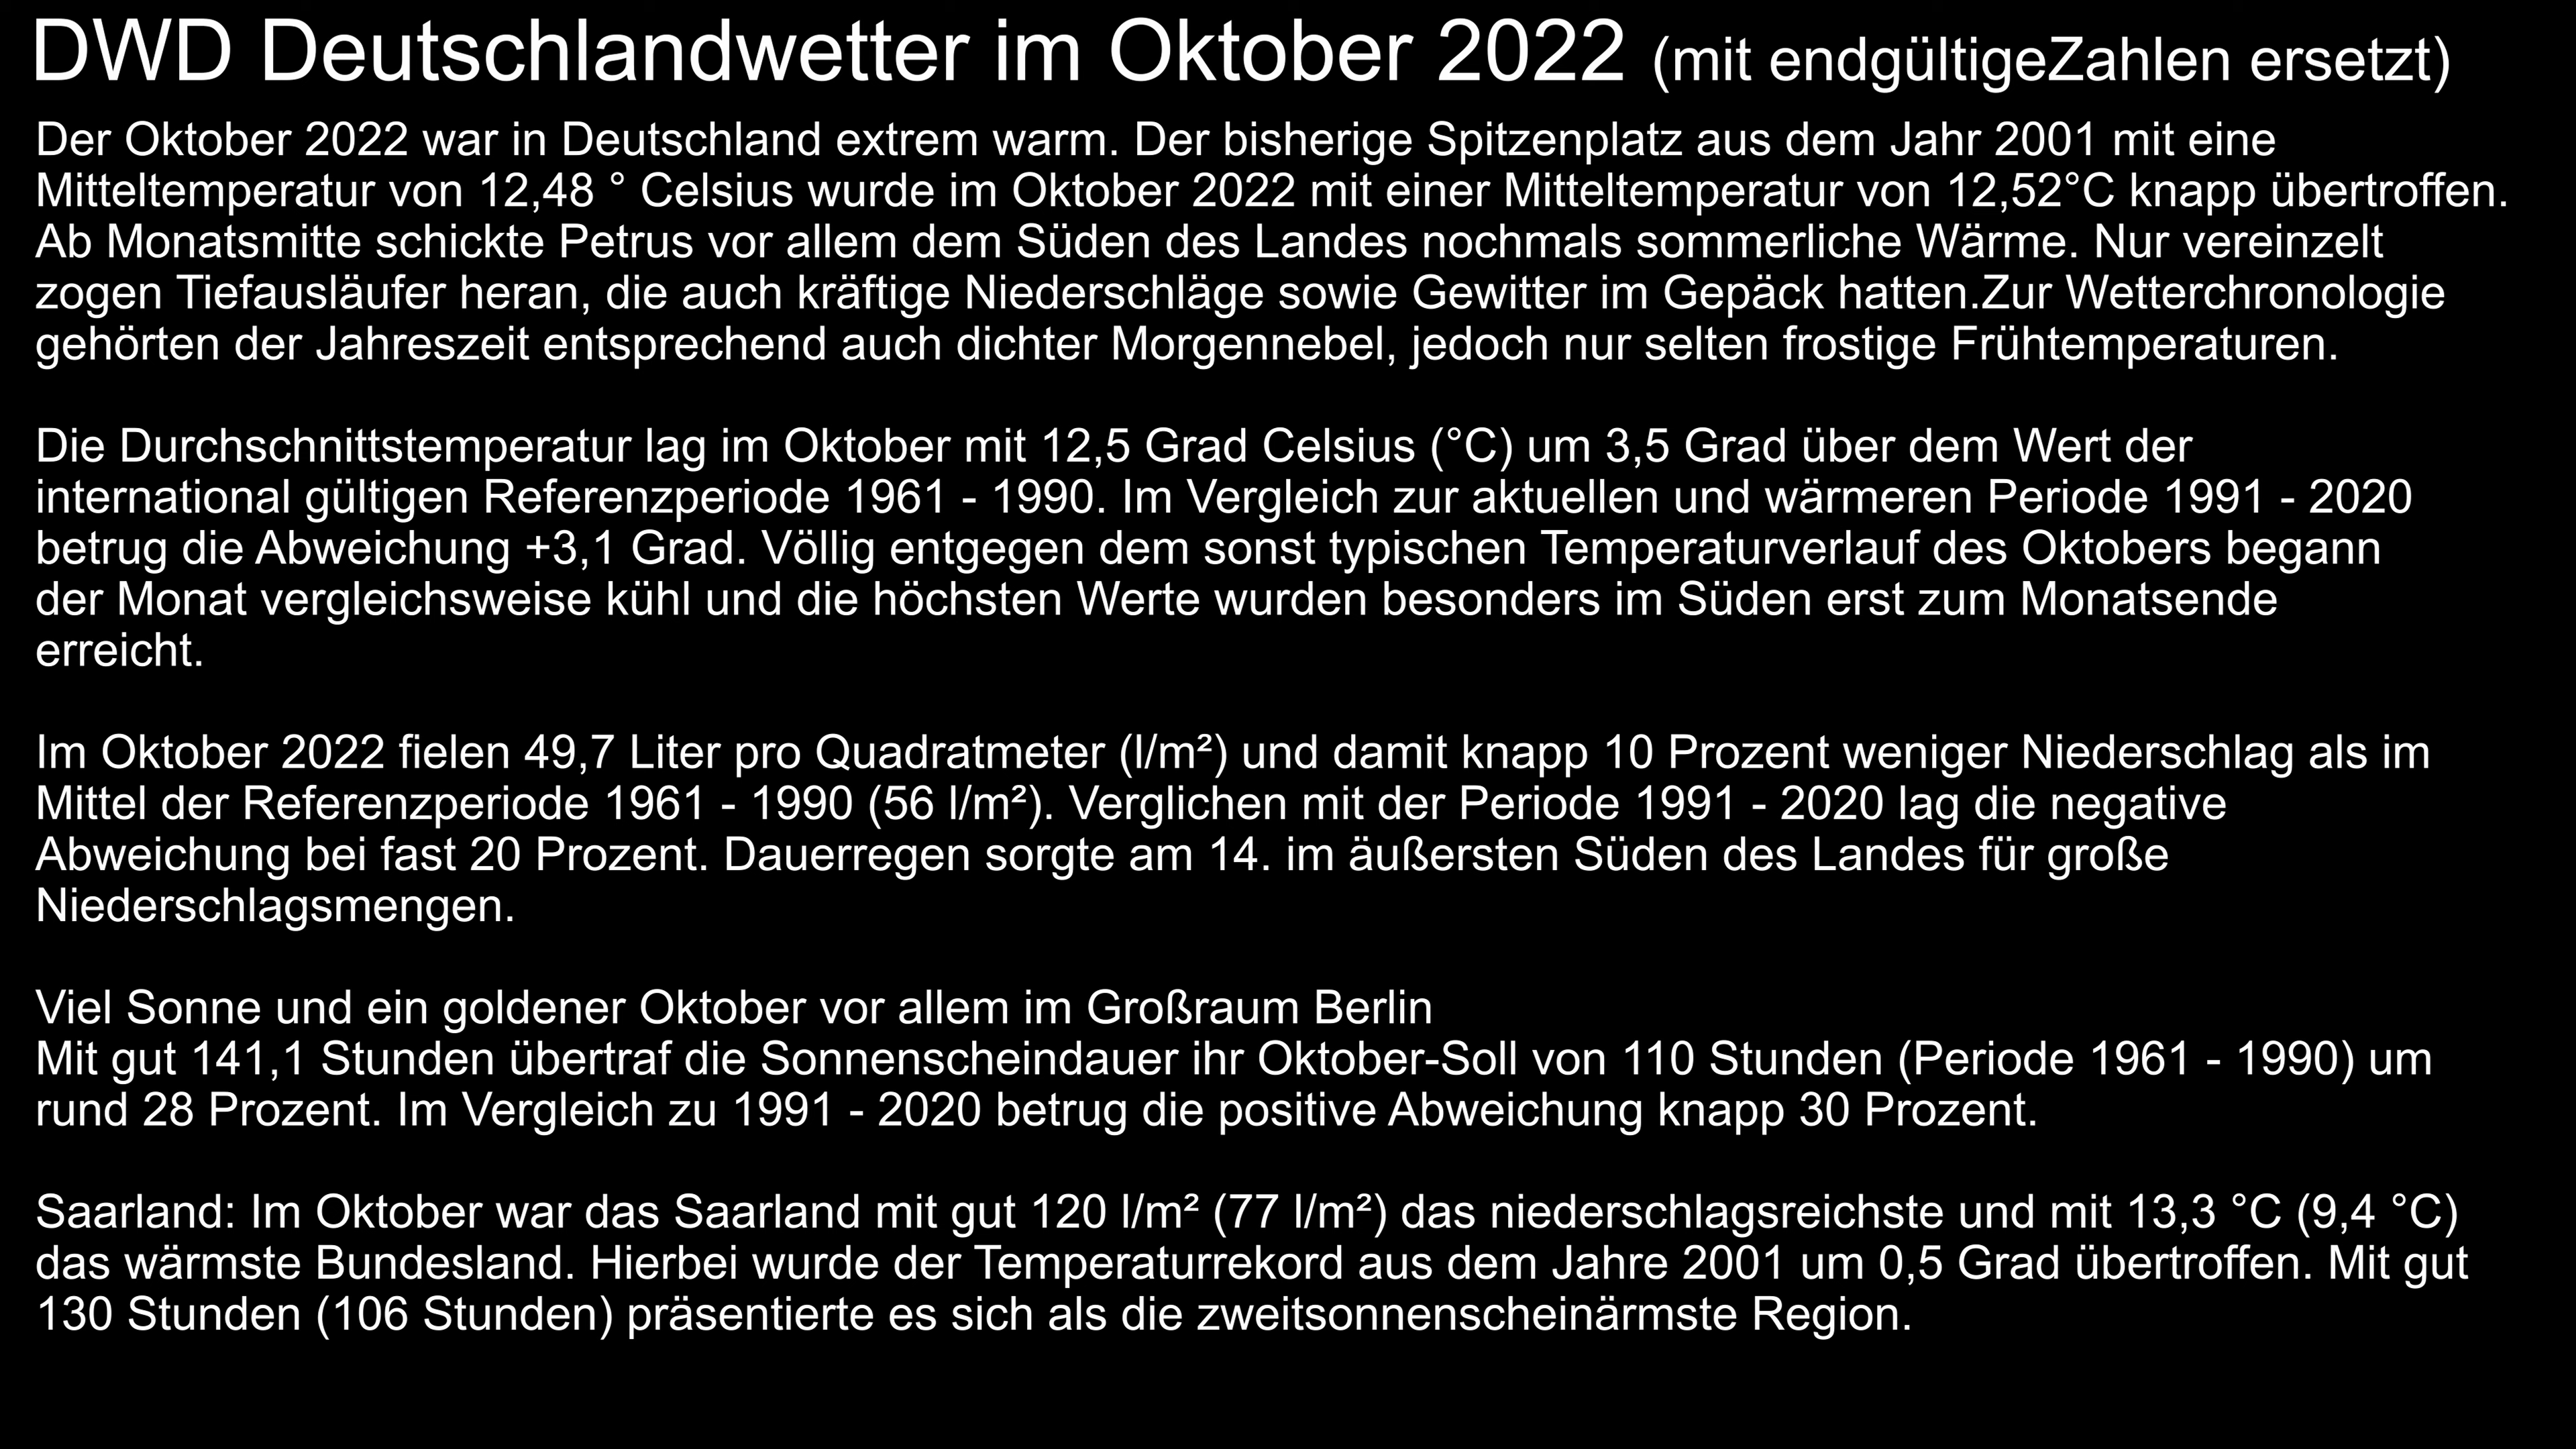 DWD Deutschlandwetter im Oktober 2022 (mit endgültigeZahlen ersetzt)
Der Oktober 2022 war in Deutschland extrem warm. Der bisherige Spitzenplatz aus dem Jahr 2001 mit eine
Mitteltemperatur von 12,48 ° Celsius wurde im Oktober 2022 mit einer Mitteltemperatur von 12,52°C knapp übertroffen.
Ab Monatsmitte schickte Petrus vor allem dem Süden des Landes nochmals sommerliche Wärme. Nur vereinzelt
zogen Tiefausläufer heran, die auch kräftige Niederschläge sowie Gewitter im Gepäck hatten.Zur Wetterchronologie
gehörten der Jahreszeit entsprechend auch dichter Morgennebel, jedoch nur selten frostige Frühtemperaturen.
Die Durchschnittstemperatur lag im Oktober mit 12,5 Grad Celsius (°C) um 3,5 Grad über dem Wert der
international gültigen Referenzperiode 1961 - 1990. Im Vergleich zur aktuellen und wärmeren Periode 1991 - 2020
betrug die Abweichung +3,1 Grad. Völlig entgegen dem sonst typischen Temperaturverlauf des Oktobers begann
der Monat vergleichsweise kühl und die höchsten Werte wurden besonders im Süden erst zum Monatsende
erreicht.
Im Oktober 2022 fielen 49,7 Liter pro Quadratmeter (l/m²) und damit knapp 10 Prozent weniger Niederschlag als im
Mittel der Referenzperiode 1961 - 1990 (56 l/m²). Verglichen mit der Periode 1991 - 2020 lag die negative
Abweichung bei fast 20 Prozent. Dauerregen sorgte am 14. im äußersten Süden des Landes für große
Niederschlagsmengen.
Viel Sonne und ein goldener Oktober vor allem im Großraum Berlin
Mit gut 141,1 Stunden übertraf die Sonnenscheindauer ihr Oktober-Soll von 110 Stunden (Periode 1961 - 1990) um
rund 28 Prozent. Im Vergleich zu 1991 - 2020 betrug die positive Abweichung knapp 30 Prozent.
Saarland: Im Oktober war das Saarland mit gut 120 l/m² (77 l/m²) das niederschlagsreichste und mit 13,3 °C (9,4 °C)
das wärmste Bundesland. Hierbei wurde der Temperaturrekord aus dem Jahre 2001 um 0,5 Grad übertroffen. Mit gut
130 Stunden (106 Stunden) präsentierte es sich als die zweitsonnenscheinärmste Region.